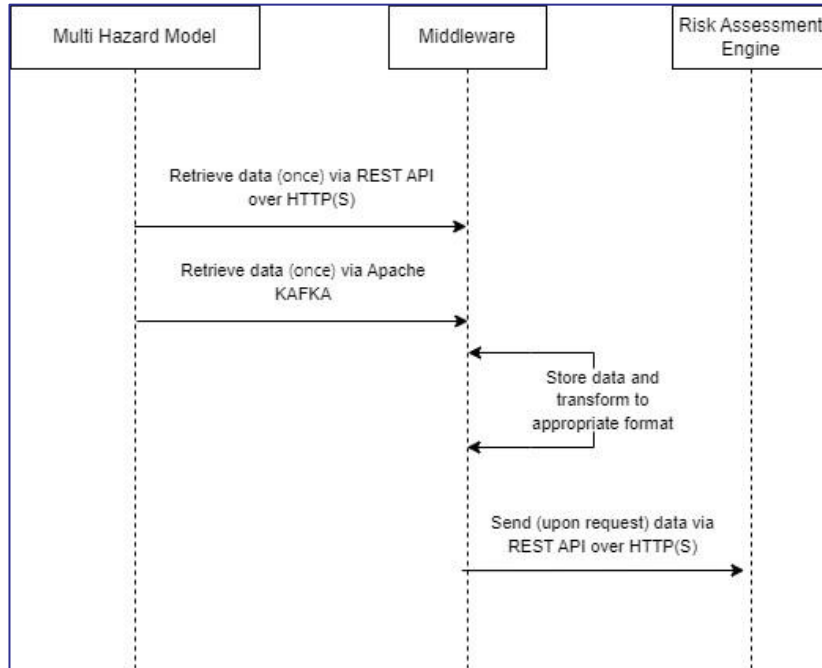 Multi Hazard Model
Middleware
Risk Assessment
Engine
Retrieve data (once) via REST API
over HTTP(S)
Retrieve data (once) via Apache
KAFKA
Store data and
transform to
appropriate format
Send (upon request) data via
REST API over HTTP(S)